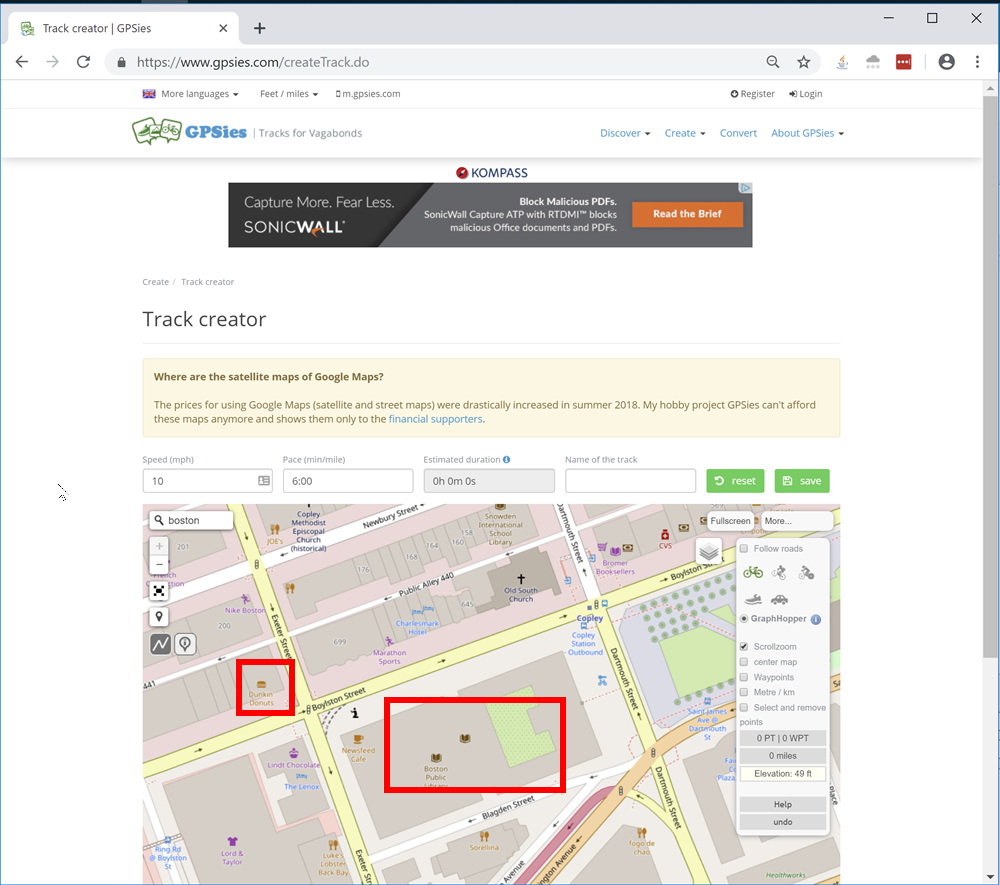 Track creator | GPSies
https://www.gpsies.com/createTrack.do
More languages
Feet / miles
m.gpsies.com
Register
Login
GPSies
| Tracks for Vagabonds
Discover
Create
Convert
About GPSies
KOMPASS
Capture More. Fear Less.
SONICWALL
Block Malicious PDFs.
SonicWall Capture ATP with RTDMI™ blocks
malicious Office documents and PDFs.
Read the Brief
Create / Track creator
Track creator
Where are the satellite maps of Google Maps?
The prices for using Google Maps (satellite and street maps) were drastically increased in summer 2018. My hobby project GPSies can't afford
these maps anymore and shows them only to the financial supporters.
Speed (mph)
Pace (min/mile)
Estimated duration
Name of the track
10
6:00
0h 0m 0s
reset
save
boston
Fullscreen
More...
Copley
Methodist
Episcopal
Church
(historical)
Newbury Street
Snowden
International
School
Library
Dartmouth Street
JOE's
201
176
168
164
160
CVS
Bromer
Booksellers
Boylston Street
French
Public Alley 440
Old South
Church
Nike Boston
Exeter Street
200
699
645
Charlesmark
Hotel
Marathon
Sports
Copley
Copley
Station
Outbound
441
Dunkin
Donuts
Boylston Street
Dartmouth Street
Newsfeed
Cafe
Lindt Chocolate
The Lenox
Boston
Public
Library
Saint James
Ave @
Dartmouth
St
Blagden Street
Dartmouth Street
Ring Rd
@ Boylston
St
Lord &
Taylor
Luke's
Lobster
Back Bay
Exeter Street
Sorellina
fogo de
chao
Healthworks
Follow roads
GraphHopper
Scrollzoom
center map
Waypoints
Metre / km
Select and remove
points
0 PT | 0 WPT
0 miles
Elevation: 49 ft
Help
undo